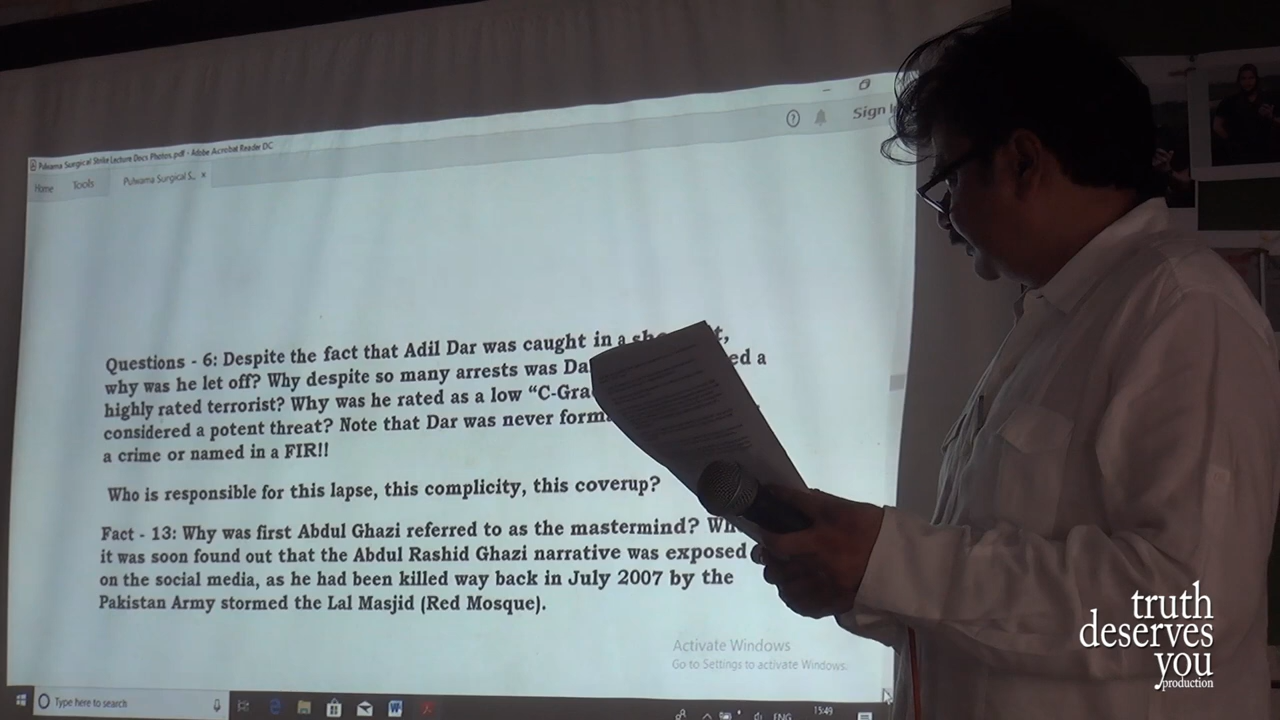 Sign
Pulwama Surgical Strike Lecture Docs Photos.pdf - Adobe Acrobat Reader DC
Home Tools Pulwama Surgical S... ×
Questions - 6: Despite the fact that Adil Dar was caught in a
why was he let off? Why despite so many arrests was a
highly rated terrorist? Why was he rated as a low
considered a potent threat? Note that Dar was never
a crime or named in a FIR!!
Who is responsible for this lapse, this complicity, this coverup?
Fact - 13: Why was first Abdul Ghazi referred to as the mastermind?
it was soon found out that the Abdul Rashid Ghazi narrative was exposed
on the social media, as he had been killed way back in July 2007 by the
Pakistan Army stormed the Lal Masjid (Red Mosque).
Activate Windows
Go to Settings to activate Windows.
Type here to search
ENG 15:49
truth
deserves
you
production